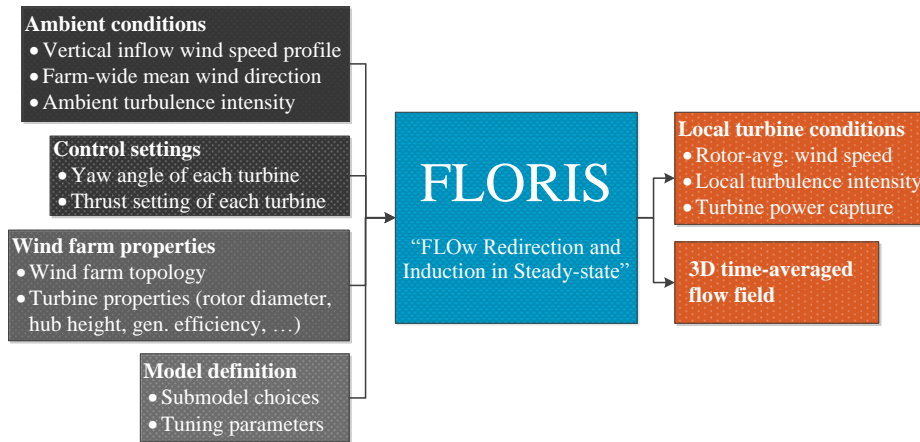 Ambient conditions
• Vertical inflow wind speed profile
• Farm-wide mean wind direction
• Ambient turbulence intensity
Control settings
• Yaw angle of each turbine
• Thrust setting of each turbine
Wind farm properties
• Wind farm topology
• Turbine properties (rotor diameter,
hub height, gen. efficiency, …)
Model definition
• Submodel choices
• Tuning parameters
FLORIS
“FLOw Redirection and
Induction in Steady-state”
Local turbine conditions
• Rotor-avg. wind speed
• Local turbulence intensity
• Turbine power capture
3D time-averaged
flow field